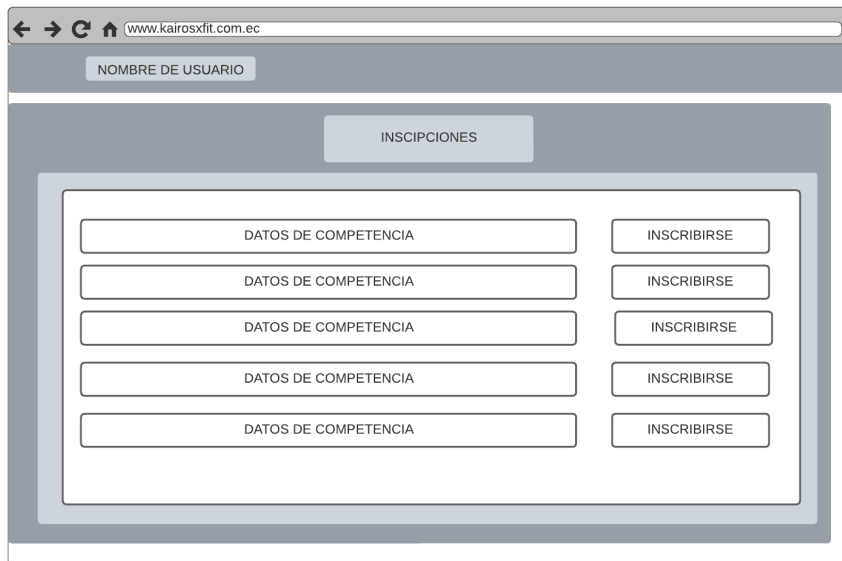 www.kairosxfit.com.ec
NOMBRE DE USUARIO
INSCIPCIONES
DATOS DE COMPETENCIA INSCRIBIRSE
DATOS DE COMPETENCIA INSCRIBIRSE
DATOS DE COMPETENCIA INSCRIBIRSE
DATOS DE COMPETENCIA INSCRIBIRSE
DATOS DE COMPETENCIA INSCRIBIRSE